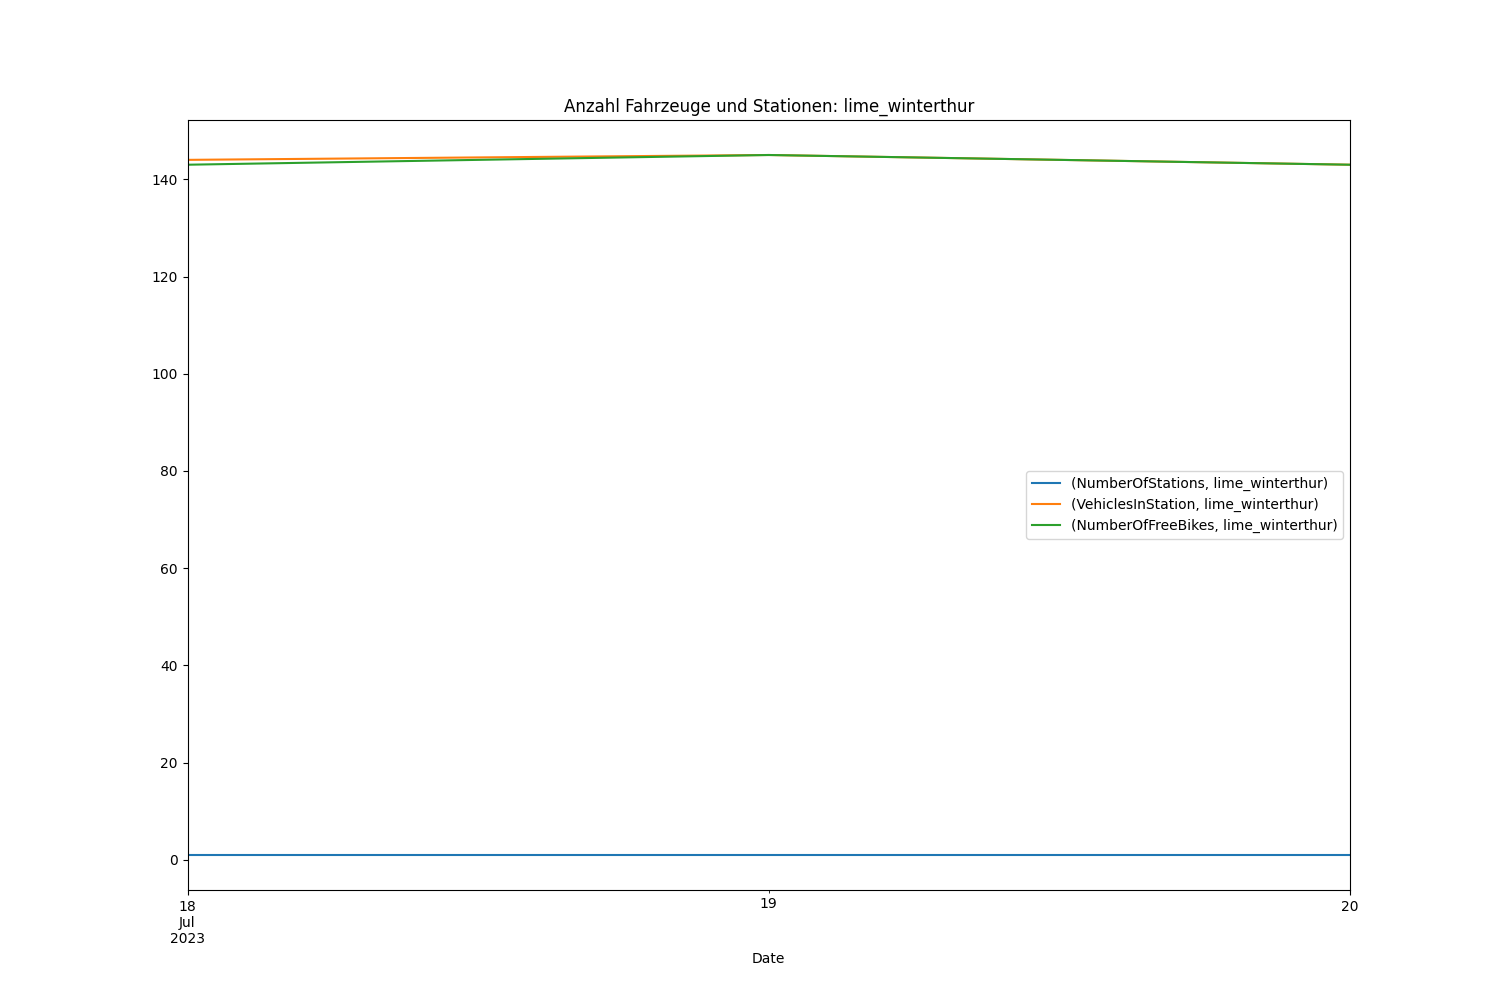 Anzahl Fahrzeuge und Stationen: lime_winterthur
140
120
100
80
60
40
20
0
(NumberOfStations, lime_winterthur)
(VehiclesInStation, lime_winterthur)
(NumberOfFreeBikes, lime_winterthur)
18
Jul
2023
19
20
Date